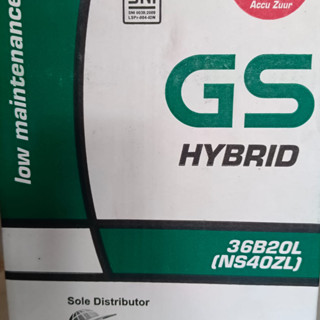 SNI
Accu Zuur
low maintenance
GS
HYBRID
36B20L
(NS40ZL)
Sole Distributor